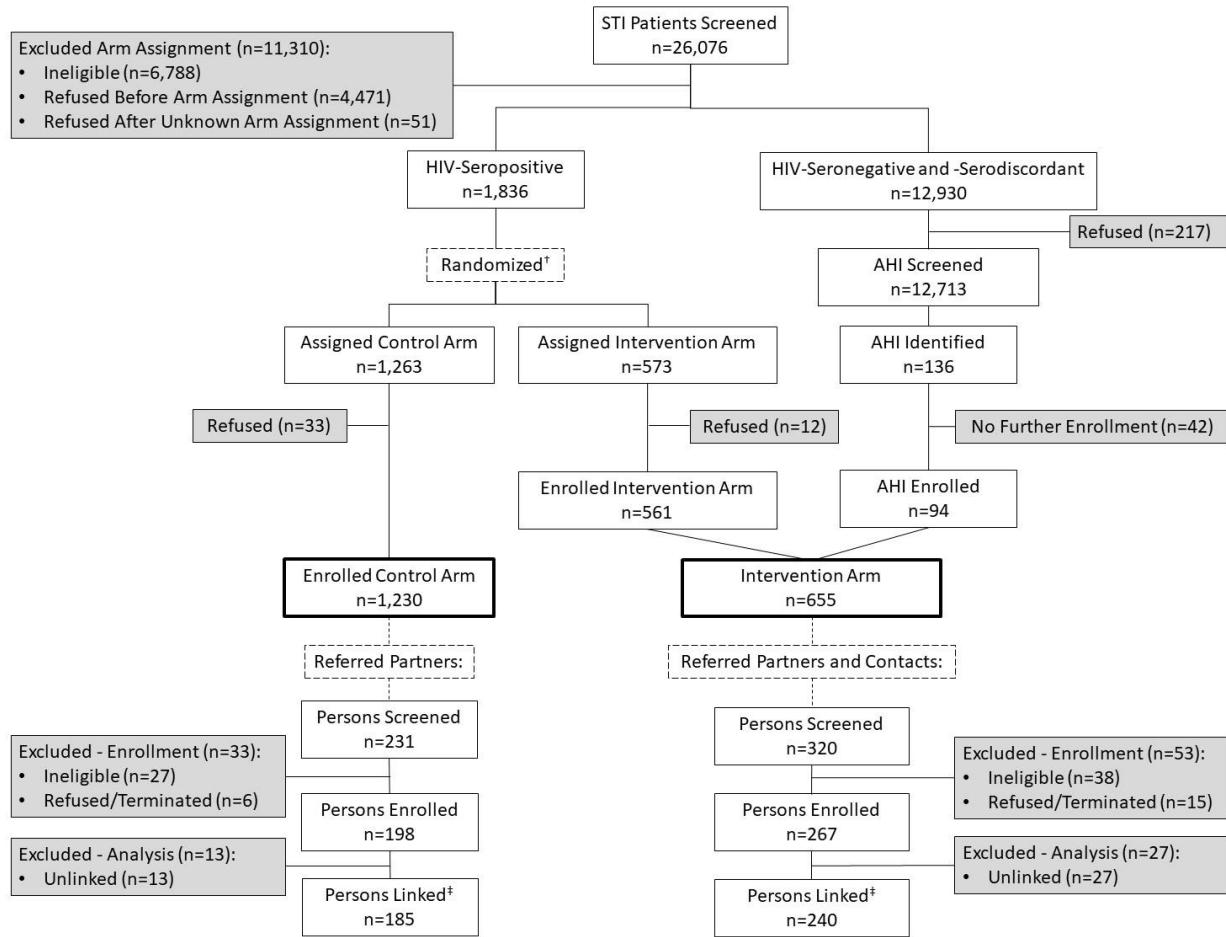 STI Patients Screened
n=26,076
Excluded Arm Assignment (n=11,310):
• Ineligible (n=6,788)
• Refused Before Arm Assignment (n=4,471)
• Refused After Unknown Arm Assignment (n=51)
HIV-Seropositive
n=1,836
HIV-Seronegative and -Serodiscordant
n=12,930
Refused (n=217)
Randomized†
AHI Screened
n=12,713
Assigned Control Arm
n=1,263
Assigned Intervention Arm
n=573
AHI Identified
n=136
Refused (n=33)
Refused (n=12)
No Further Enrollment (n=42)
Enrolled Intervention Arm
n=561
AHI Enrolled
n=94
Enrolled Control Arm
n=1,230
Intervention Arm
n=655
Referred Partners:
Referred Partners and Contacts:
Persons Screened
n=231
Persons Screened
n=320
Excluded - Enrollment (n=33):
• Ineligible (n=27)
• Refused/Terminated (n=6)
Excluded - Enrollment (n=53):
• Ineligible (n=38)
• Refused/Terminated (n=15)
Persons Enrolled
n=198
Persons Enrolled
n=267
Excluded - Analysis (n=13):
• Unlinked (n=13)
Excluded - Analysis (n=27):
• Unlinked (n=27)
Persons Linked‡
n=185
Persons Linked‡
n=240